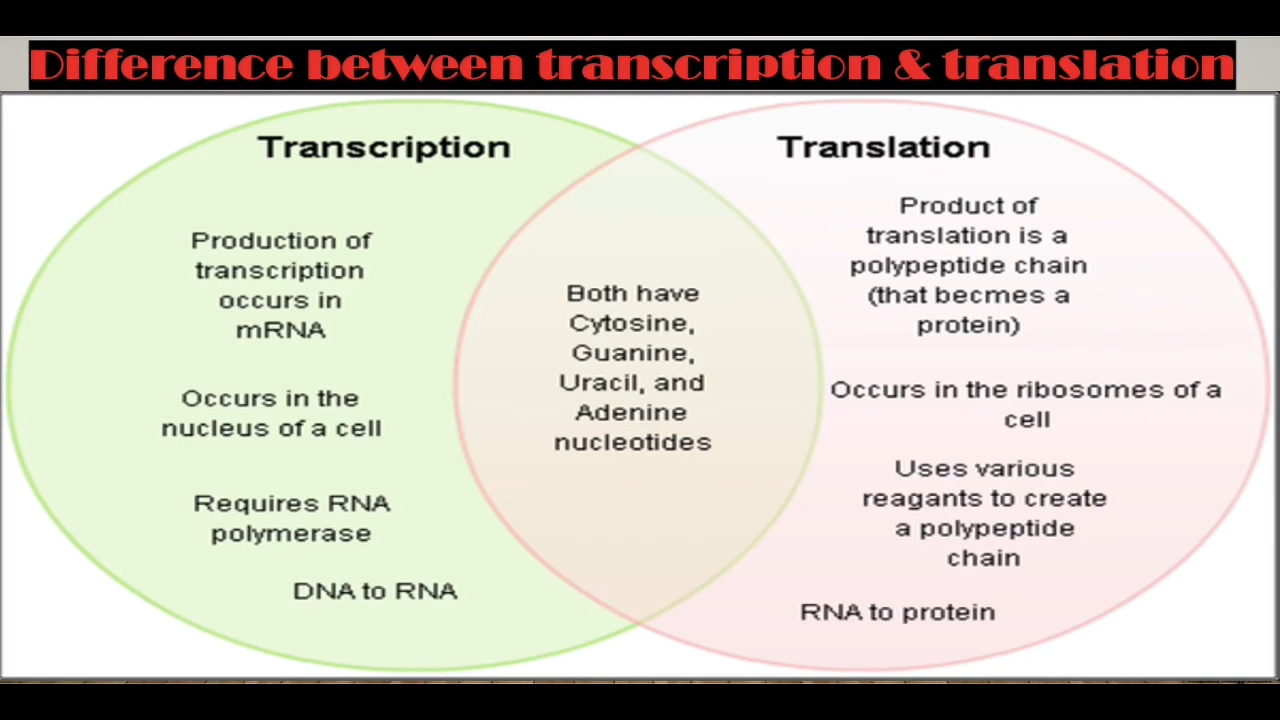 Difference between transcription & translation
Transcription
Production of
transcription
occurs in
mRNA
Occurs in the
nucleus of a cell
Requires RNA
polymerase
DNA to RNA
Both have
Cytosine,
Guanine,
Uracil, and
Adenine
nucleotides
Translation
Product of
translation is a
polypeptide chain
(that becmes a
protein)
Occurs in the ribosomes of a
cell
Uses various
reagants to create
a polypeptide
chain
RNA to protein